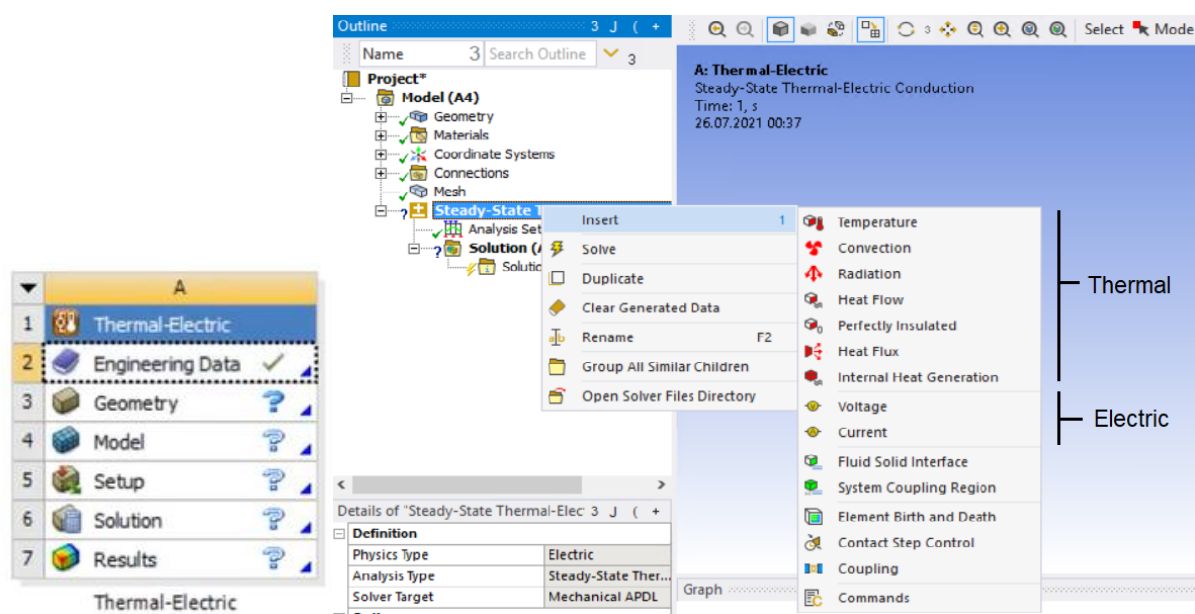 A
1 Thermal-Electric
2 Engineering Data
3 Geometry
4 Model
5 Setup
6 Solution
7 Results
Thermal-Electric
Outline 3 J ( +
Name 3 Search Outline 3
Project*
Model (A4)
Geometry
Materials
Coordinate Systems
Connections
Mesh
Steady-State T
Analysis Set
Solution (A
Solutio
Insert 1
Solve
Duplicate
Clear Generated Data
Rename F2
Group All Similar Children
Open Solver Files Directory
Details of "Steady-State Thermal-Elec 3 J ( +
Definition
Physics Type Electric
Analysis Type Steady-State Ther...
Solver Target Mechanical APDL
3 Select Mode
A: Thermal-Electric
Steady-State Thermal-Electric Conduction
Time: 1, s
26.07.2021 00:37
Temperature
Convection
Radiation
Heat Flow
Perfectly Insulated
Heat Flux
Internal Heat Generation
Voltage
Current
Fluid Solid Interface
System Coupling Region
Element Birth and Death
Contact Step Control
Coupling
Commands
Thermal
Electric
Graph